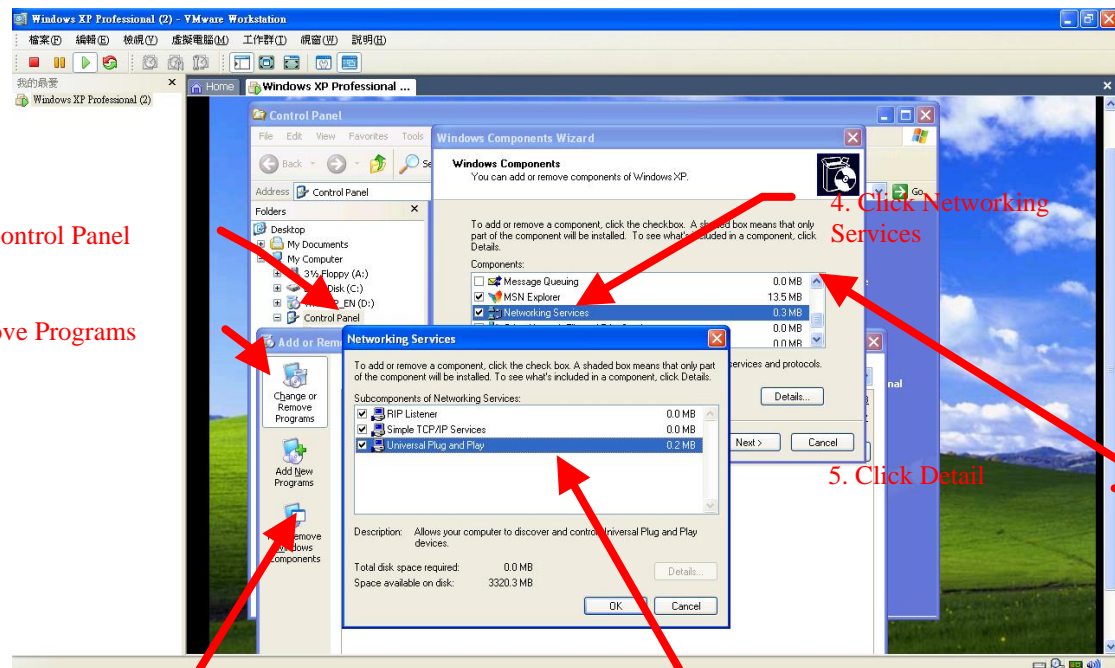 Windows XP Professional (2) - VMware Workstation
檔案(F) 編輯(E) 檢視(V) 虛擬電腦(M) 工作群(T) 視窗(W) 説明(H)
我的最愛 ×
Windows XP Professional (2)
Home
Windows XP Professional ...
Control Panel
File Edit View Favorites Tools
Back
Address Control Panel
Go
Folders
Desktop
My Documents
My Computer
3½ Floppy (A:)
Disk (C:)
(D:)
Control Panel
ontrol Panel
ve Programs
Windows Components Wizard
Windows Components
You can add or remove components of Windows XP.
To add or remove a component, click the checkbox. A shaded box means that only
part of the component will be installed. To see what's included in a component, click
Details.
Components:
Message Queuing 0.0 MB
MSN Explorer 13.5 MB
Networking Services 0.3 MB
0.0 MB
0.0 MB
services and protocols.
Details...
Next > Cancel
4. Click Networking
Services
5. Click Detail
Add or Rem
Change or
Remove
Programs
Add New
Programs
emove
Components
Networking Services
To add or remove a component, click the check box. A shaded box means that only part
of the component will be installed. To see what's included in a component, click Details.
Subcomponents of Networking Services:
RIP Listener 0.0 MB
Simple TCP/IP Services 0.0 MB
Universal Plug and Play 0.2 MB
Description: Allows your computer to discover and control Universal Plug and Play
devices.
Total disk space required: 0.0 MB
Space available on disk: 3320.3 MB
Details...
OK Cancel
nal